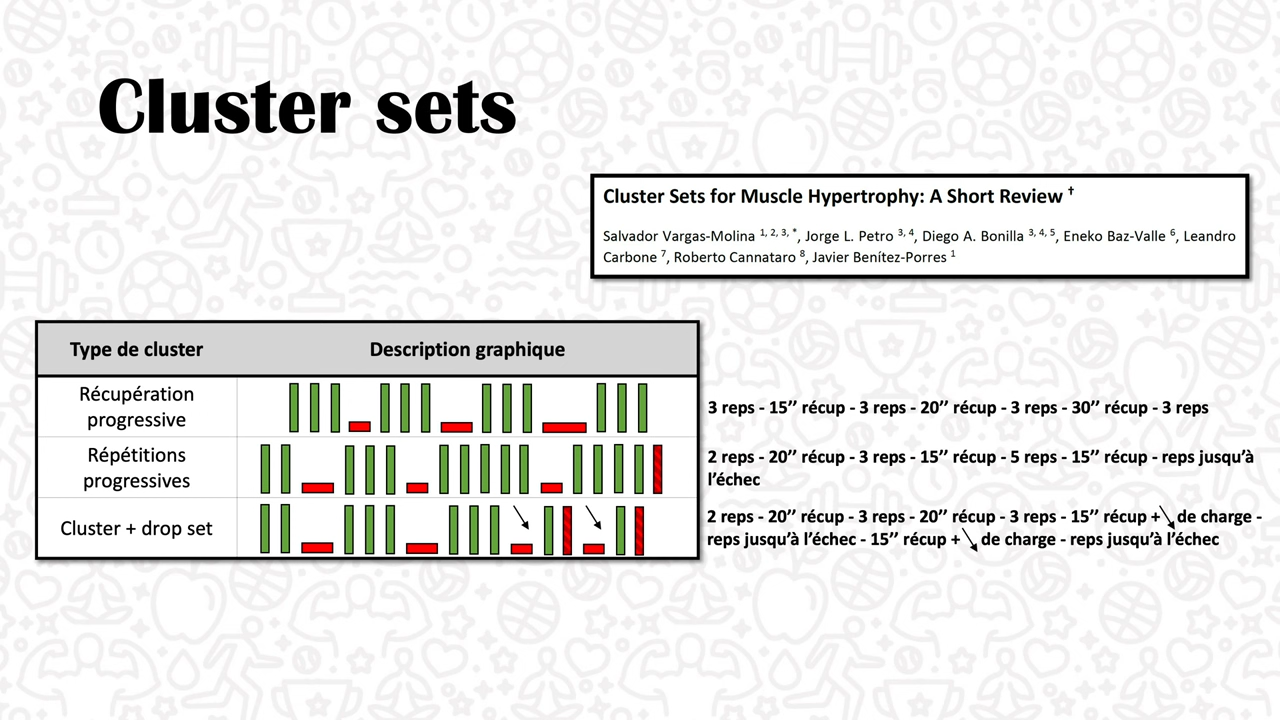 Cluster sets
Cluster Sets for Muscle Hypertrophy: A Short Review †
Salvador Vargas-Molina 1, 2, 3, *, Jorge L. Petro 3, 4, Diego A. Bonilla 3, 4, 5, Eneko Baz-Valle 6, Leandro
Carbone 7, Roberto Cannataro 8, Javier Benítez-Porres 1
Type de cluster
Description graphique
Récupération
progressive
3 reps - 15’’ récup - 3 reps - 20’’ récup - 3 reps - 30’’ récup - 3 reps
Répétitions
progressives
2 reps - 20’’ récup - 3 reps - 15’’ récup - 5 reps - 15’’ récup - reps jusqu’à
l’échec
Cluster + drop set
2 reps - 20’’ récup - 3 reps - 20’’ récup - 3 reps - 15’’ récup + de charge -
reps jusqu’à l’échec - 15’’ récup + de charge - reps jusqu’à l’échec